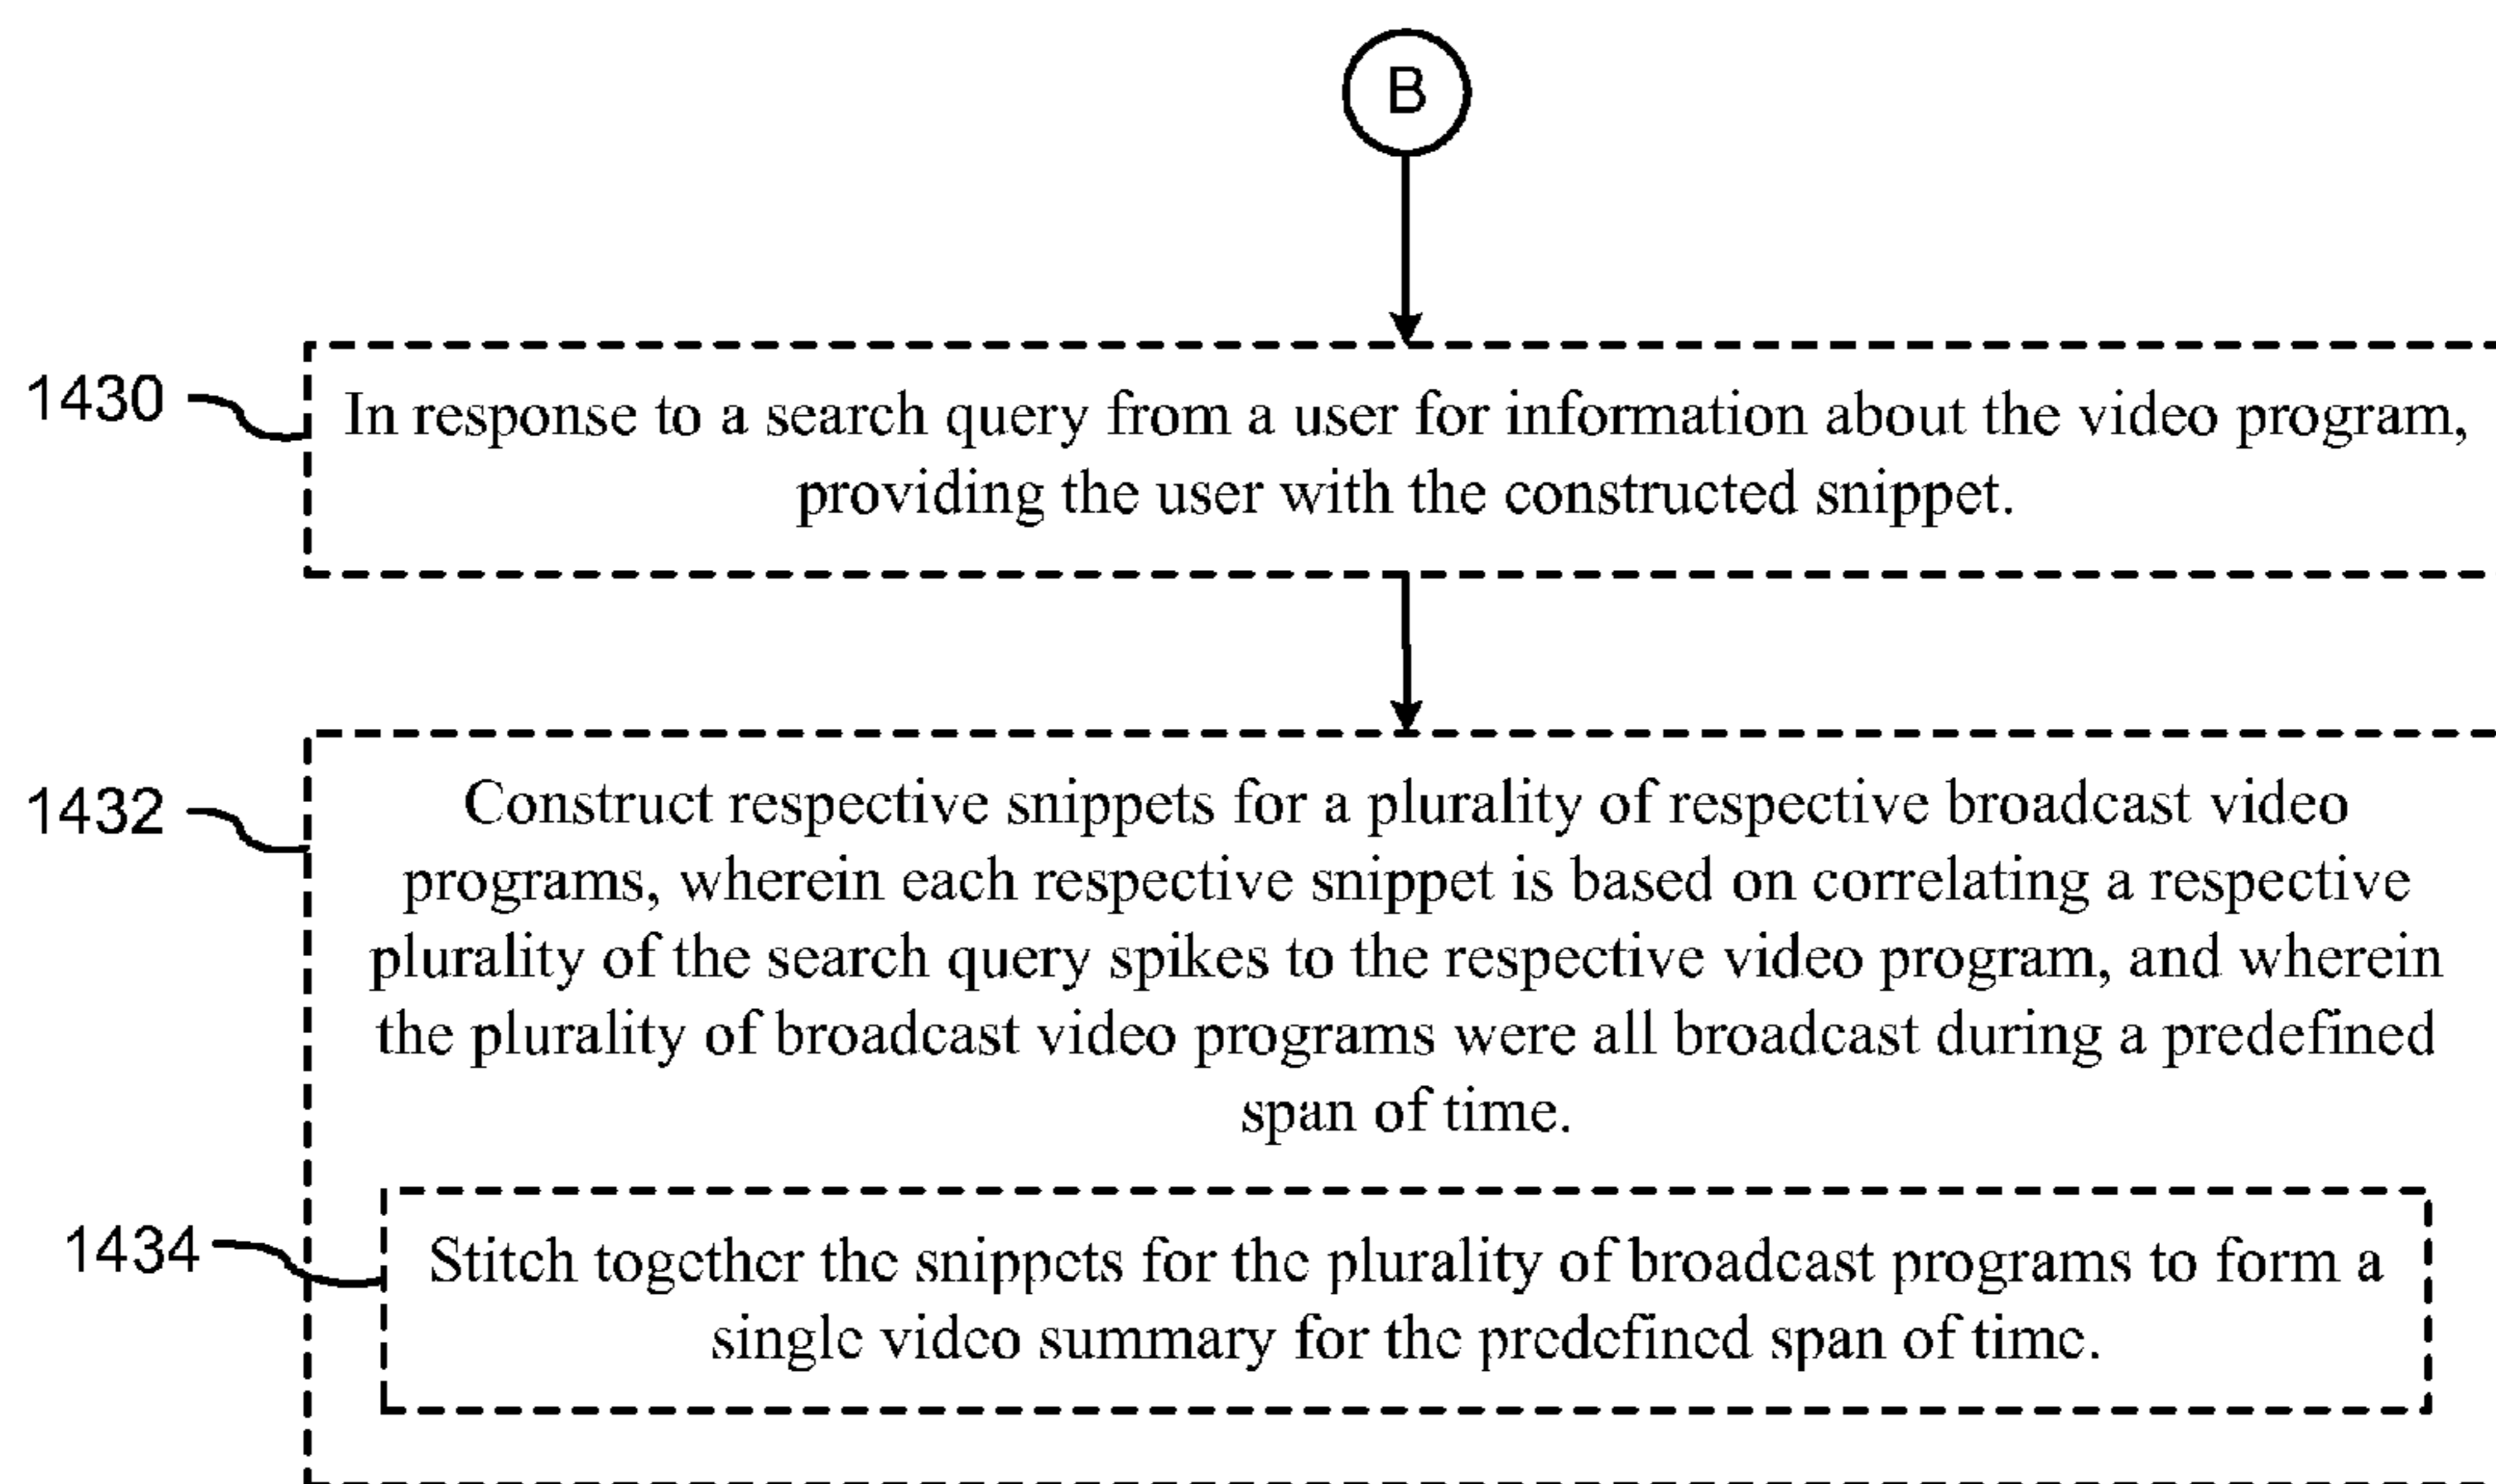 B
1430
In response to a search query from a user for information about the video program,
providing the user with the constructed snippet.
1432
Construct respective snippets for a plurality of respective broadcast video
programs, wherein each respective snippet is based on correlating a respective
plurality of the search query spikes to the respective video program, and wherein
the plurality of broadcast video programs were all broadcast during a predefined
span of time.
1434
Stitch together the snippets for the plurality of broadcast programs to form a
single video summary for the predefined span of time.